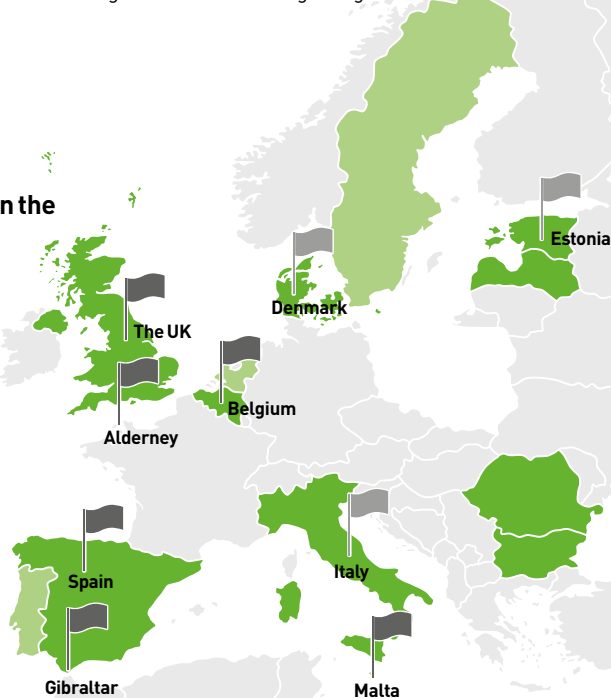 n the
Estonia
Denmark
The UK
Belgium
Alderney
Spain
Italy
Gibraltar
Malta